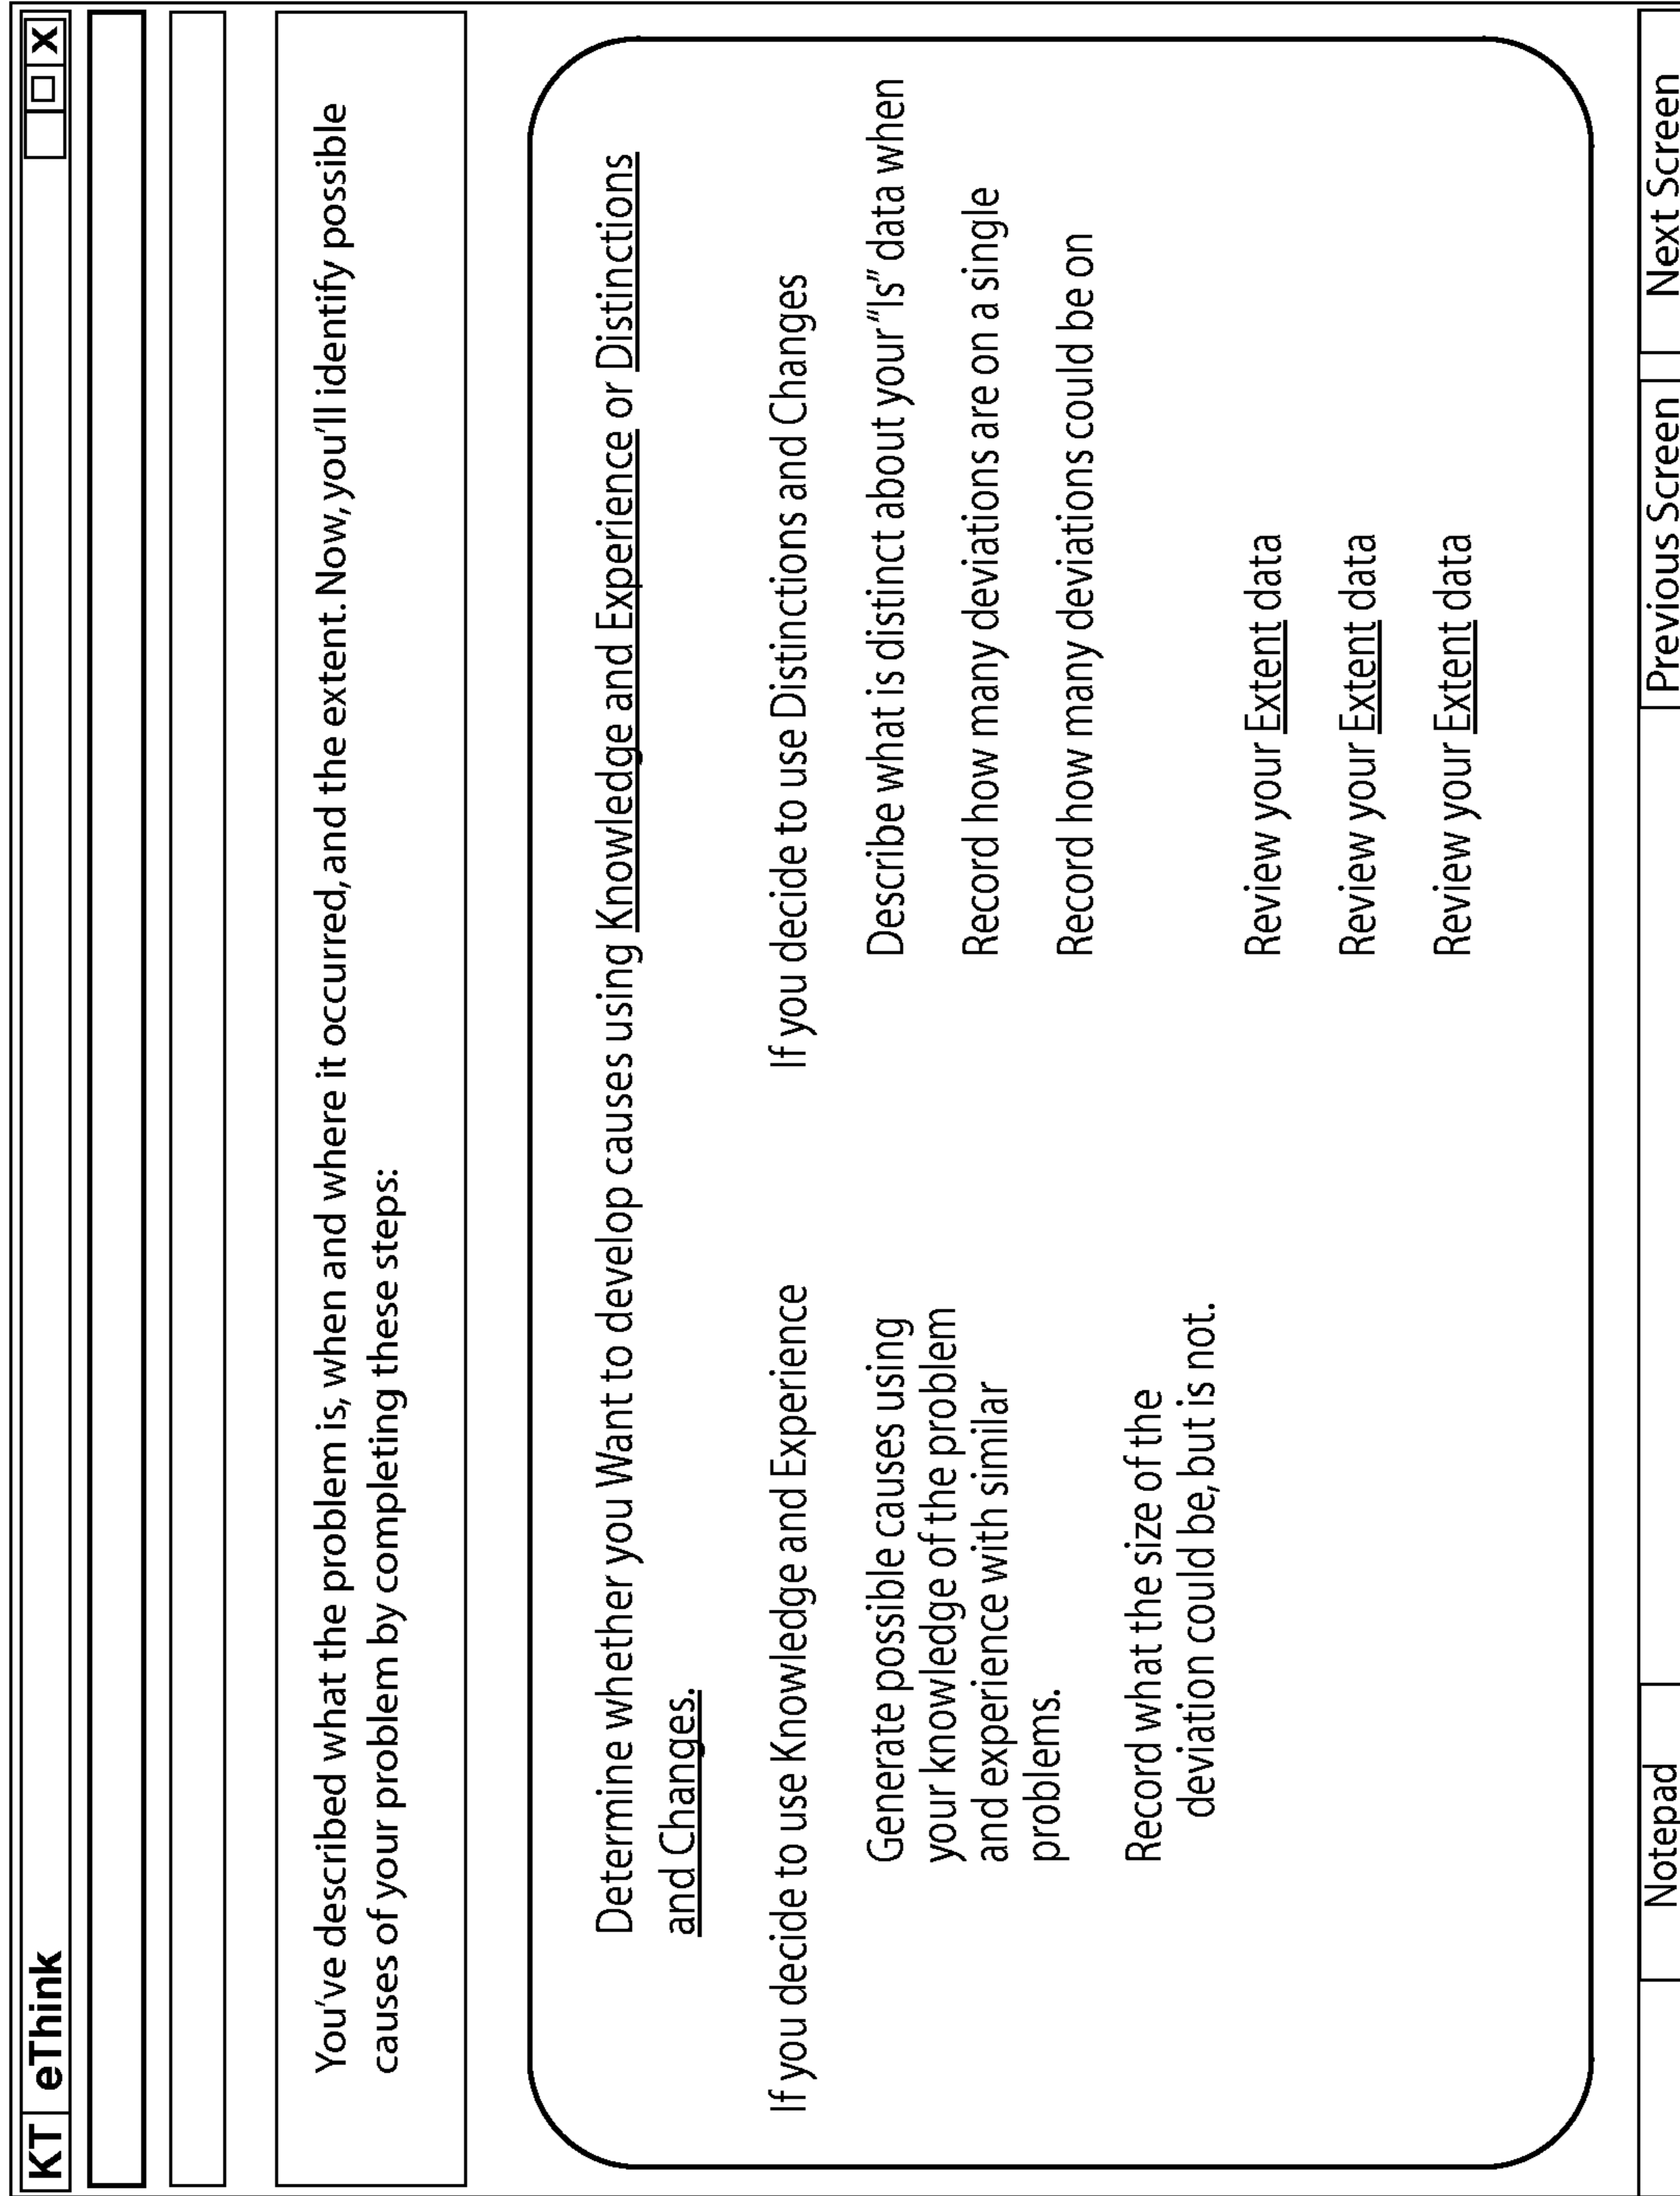 KT eThink X
You've described what the problem is, when and where it occurred, and the extent. Now, you'll identify possible
causes of your problem by completing these steps:
Determine whether you Want to develop causes using Knowledge and Experience or Distinctions
and Changes.
If you decide to use Knowledge and Experience
Generate possible causes using
your knowledge of the problem
and experience with similar
problems.
Record what the size of the
deviation could be, but is not.
If you decide to use Distinctions and Changes
Describe what is distinct about your "Is" data when
Record how many deviations are on a single
Record how many deviations could be on
Review your Extent data
Review your Extent data
Review your Extent data
Notepad
Previous Screen
Next Screen